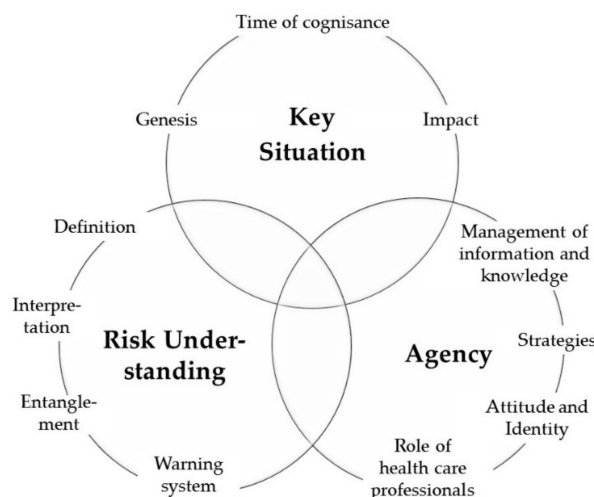 Time of cognisance
Genesis
Key
Situation
Impact
Definition
Interpre-
tation
Risk Under-
standing
Entangle-
ment
Warning
system
Management of
information and
knowledge
Agency
Strategies
Attitude and
Identity
Role of
health care
professionals